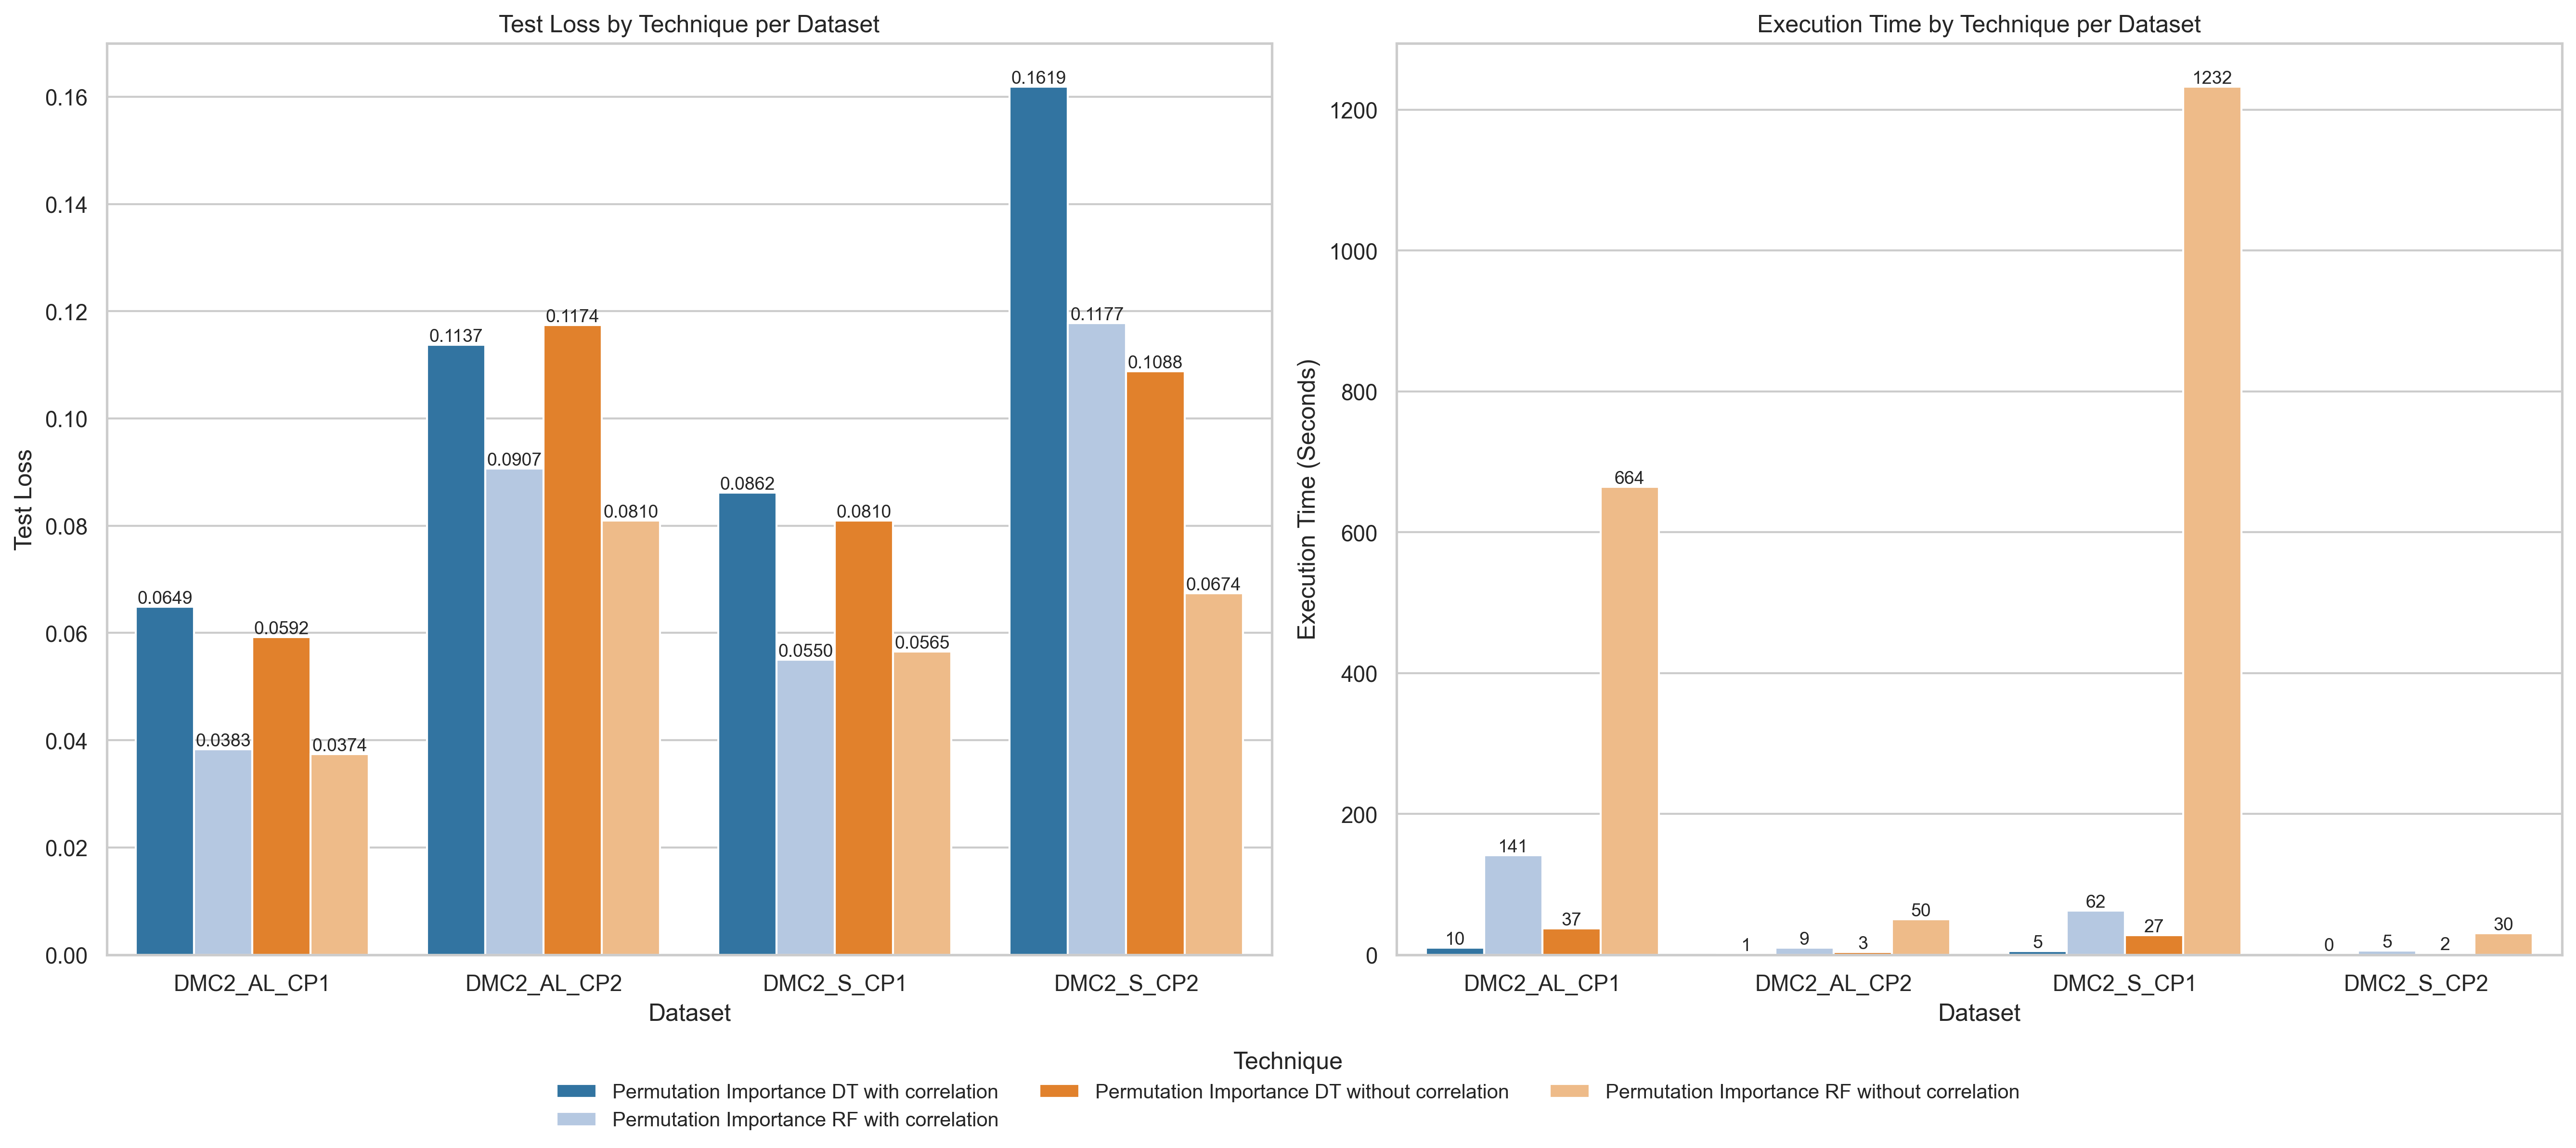 Test Loss by Technique per Dataset
Test Loss
0.16
0.14
0.12
0.10
0.08
0.06
0.04
0.02
0.00
0.0649
0.0383
0.0592
0.0374
0.1137
0.0907
0.1174
0.0810
0.0862
0.0550
0.0810
0.0565
0.1619
0.1177
0.1088
0.0674
DMC2_AL_CP1
DMC2_AL_CP2
DMC2_S_CP1
DMC2_S_CP2
Dataset
Execution Time by Technique per Dataset
Execution Time (Seconds)
1200
1000
800
600
400
200
0
10
141
37
664
1
9
3
50
5
62
27
1232
0
5
2
30
DMC2_AL_CP1
DMC2_AL_CP2
DMC2_S_CP1
DMC2_S_CP2
Dataset
Technique
Permutation Importance DT with correlation
Permutation Importance RF with correlation
Permutation Importance DT without correlation
Permutation Importance RF without correlation